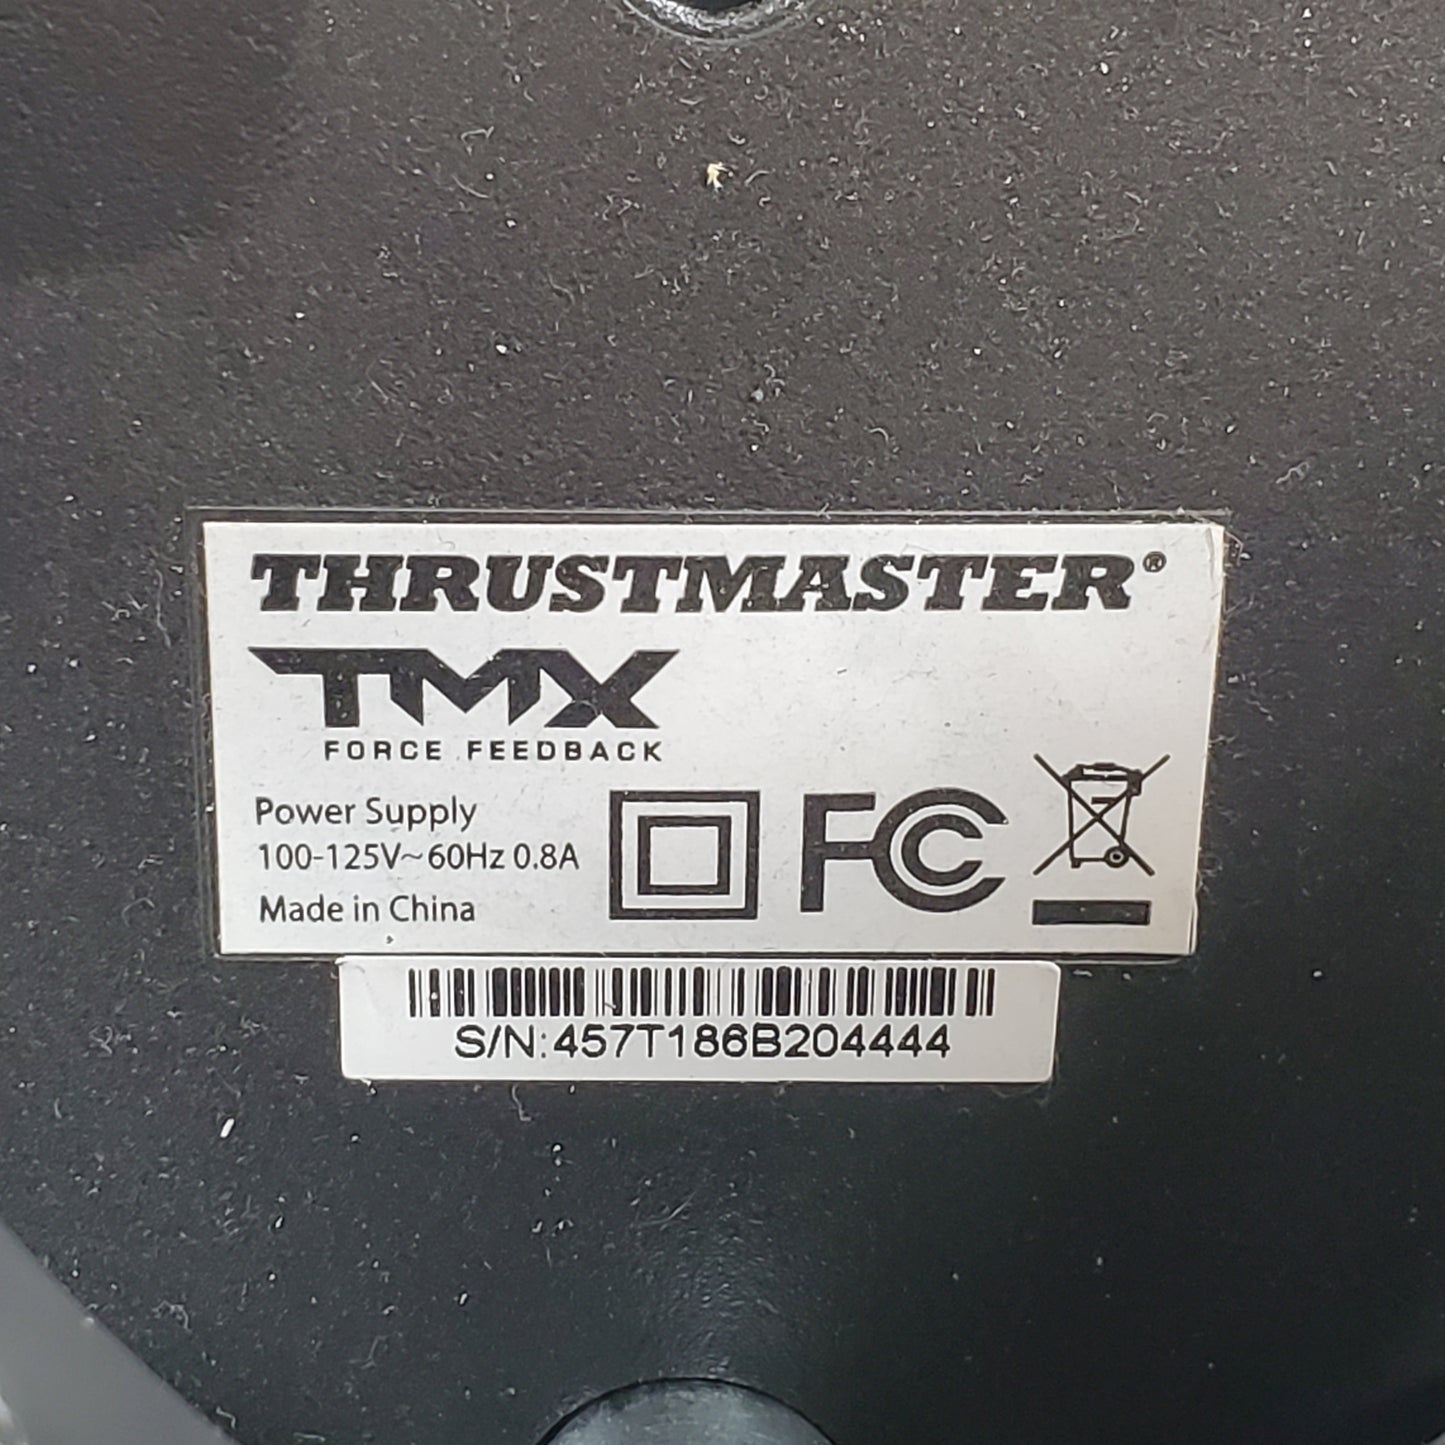 THRUSTMASTER®
TMX
FORCE FEEDBACK
Power Supply
100-125V~60Hz 0.8A
Made in China
FC
S/N:457T186B204444